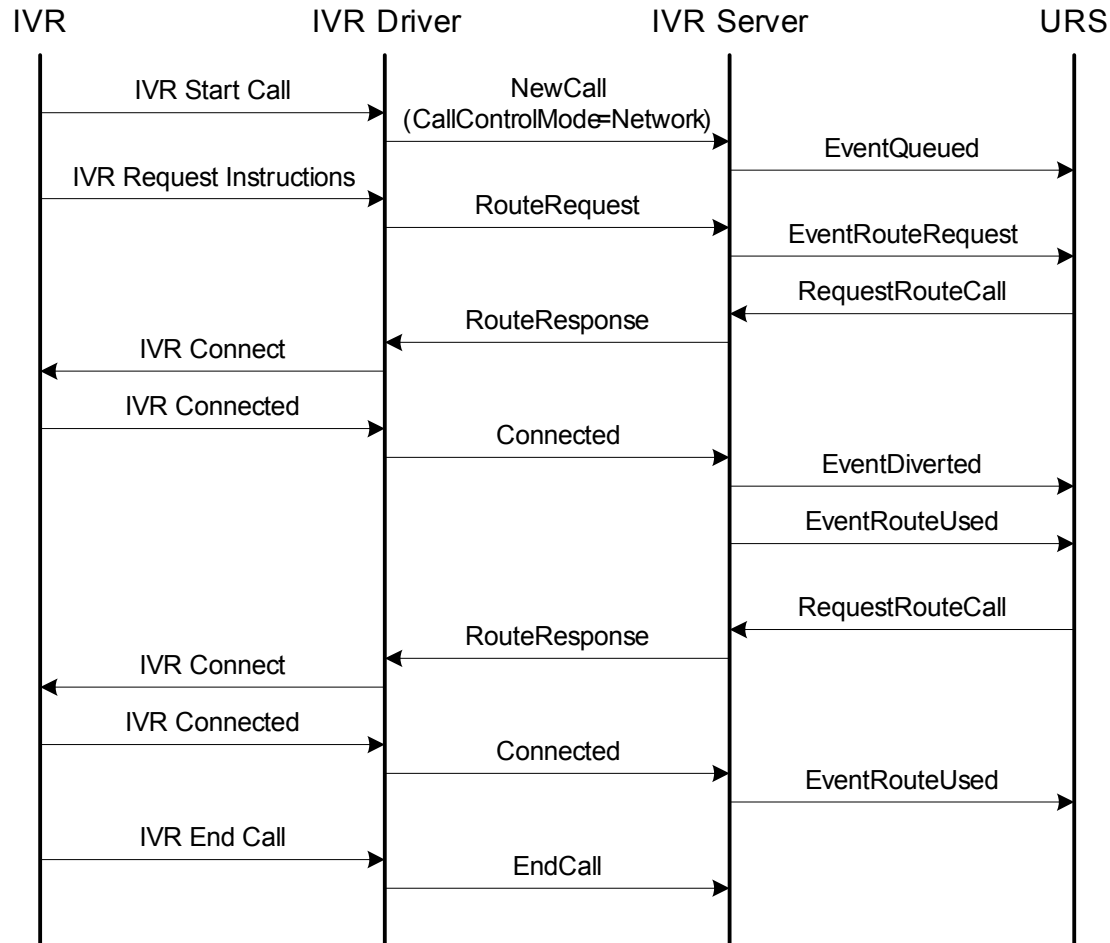 IVR
IVR Driver
IVR Server
URS
IVR Start Call
NewCall
(CallControlMode=Network)
EventQueued
IVR Request Instructions
RouteRequest
EventRouteRequest
RequestRouteCall
RouteResponse
IVR Connect
IVR Connected
Connected
EventDiverted
EventRouteUsed
RequestRouteCall
RouteResponse
IVR Connect
IVR Connected
Connected
EventRouteUsed
IVR End Call
EndCall